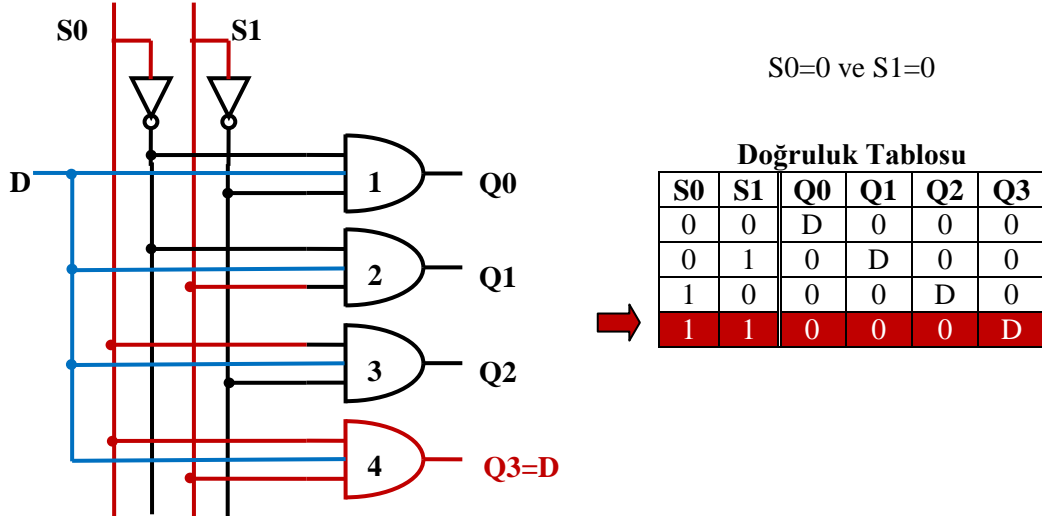 S0 S1
S0=0 ve S1=0
D
1 Q0
2 Q1
3 Q2
4 Q3=D
Doğruluk Tablosu
S0 S1 Q0 Q1 Q2 Q3
0 0 D 0 0 0
0 1 0 D 0 0
1 0 0 0 D 0
1 1 0 0 0 D